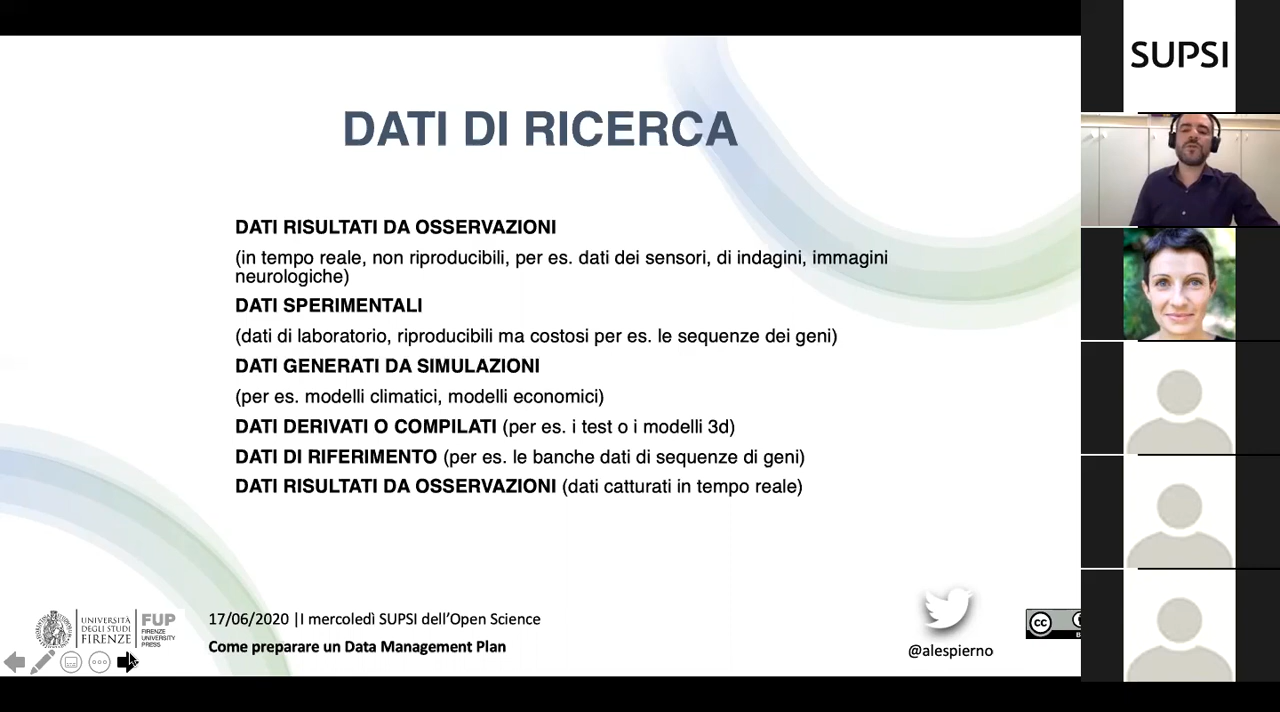 DATI DI RICERCA
DATI RISULTATI DA OSSERVAZIONI
(in tempo reale, non riproducibili, per es. dati dei sensori, di indagini, immagini
neurologiche)
DATI SPERIMENTALI
(dati di laboratorio, riproducibili ma costosi per es. le sequenze dei geni)
DATI GENERATI DA SIMULAZIONI
(per es. modelli climatici, modelli economici)
DATI DERIVATI O COMPILATI (per es. i test o i modelli 3d)
DATI DI RIFERIMENTO (per es. le banche dati di sequenze di geni)
DATI RISULTATI DA OSSERVAZIONI (dati catturati in tempo reale)
UNIVERSITÀ
DEGLI STUDI
FIRENZE
FUP
FIRENZE
UNIVERSITY
PRESS
17/06/2020 |I mercoledì SUPSI dell'Open Science
Come preparare un Data Management Plan
@alespierno
cc
SUPSI